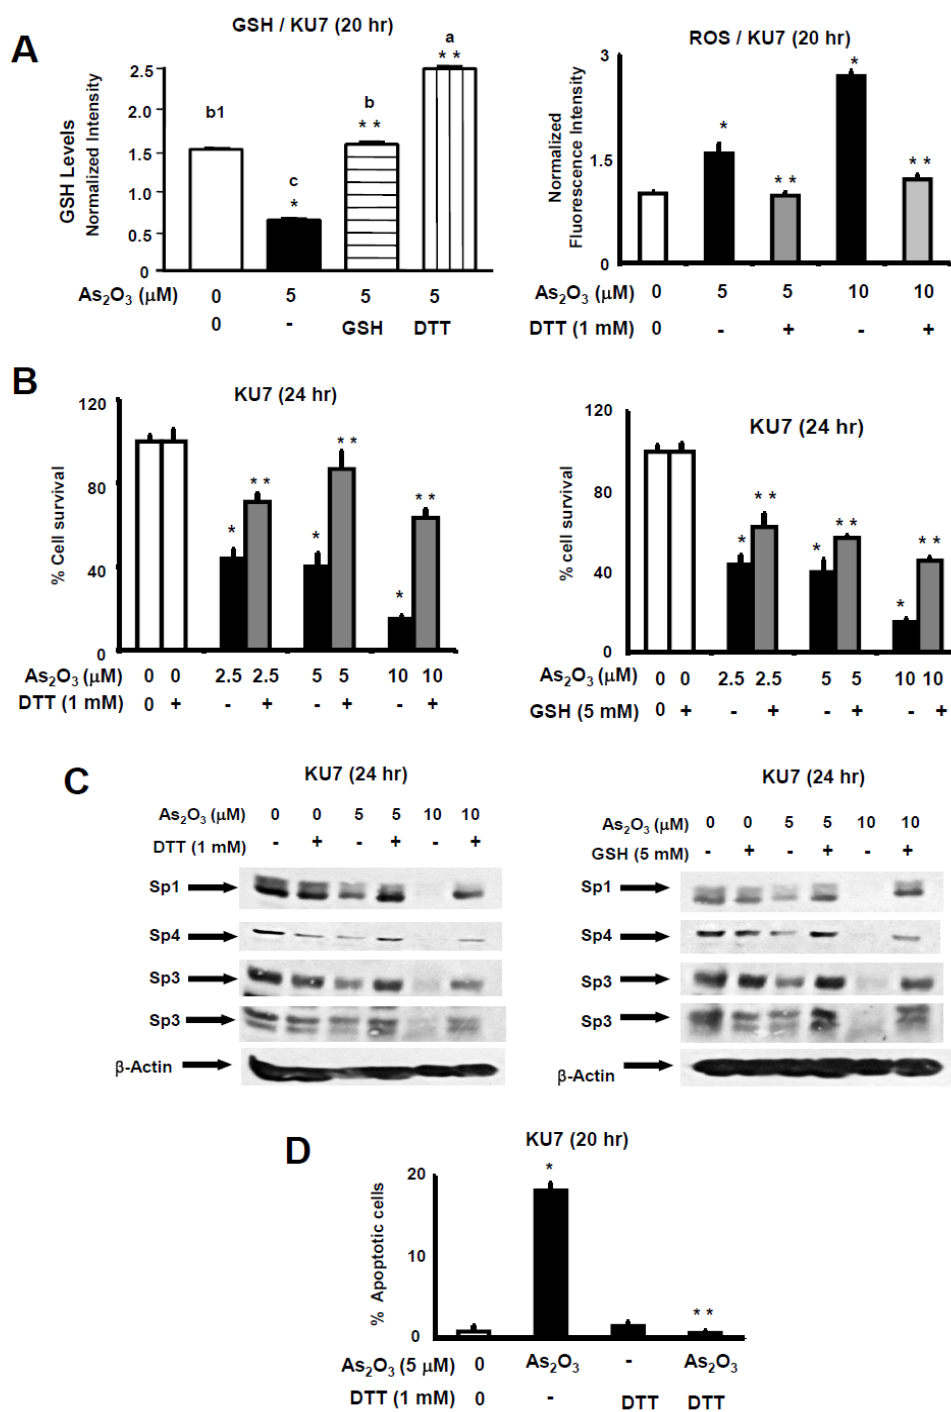 A
GSH / KU7 (20 hr)
GSH Levels
Normalized Intensity
2.5
2.0
1.5
1.0
0.5
0
b1
c
*
b
* *
a
* *
As₂O₃ (μM) 0 5 5 5
0 - GSH DTT
ROS / KU7 (20 hr)
Normalized
Fluorescence Intensity
3
1.5
0
*
* *
*
* *
As₂O₃ (μM) 0 5 5 10 10
DTT (1 mM) 0 - + - +
B
KU7 (24 hr)
% Cell survival
120
80
40
0
*
* *
*
* *
*
* *
As₂O₃ (μM) 0 0 2.5 2.5 5 5 10 10
DTT (1 mM) 0 + - + - + - +
KU7 (24 hr)
% cell survival
120
80
40
0
*
* *
*
* *
*
* *
As₂O₃ (μM) 0 0 2.5 2.5 5 5 10 10
GSH (5 mM) 0 + - + - + - +
C
KU7 (24 hr)
As₂O₃ (μM) 0 0 5 5 10 10
DTT (1 mM) - + - + - +
Sp1
Sp4
Sp3
Sp3
β-Actin
KU7 (24 hr)
As₂O₃ (μM) 0 0 5 5 10 10
GSH (5 mM) - + - + - +
Sp1
Sp4
Sp3
Sp3
β-Actin
D
KU7 (20 hr)
% Apoptotic cells
20
10
0
*
* *
As₂O₃ (5 μM) 0 As₂O₃ - As₂O₃
DTT (1 mM) 0 - DTT DTT